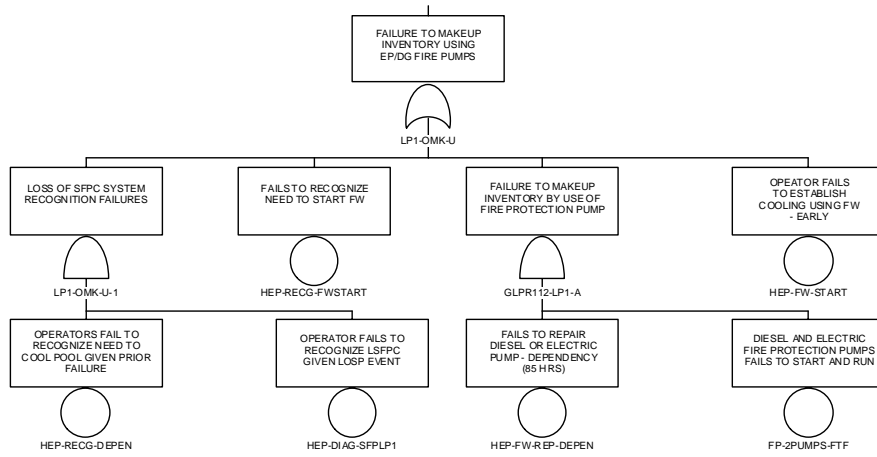 FAILURE TO MAKEUP
INVENTORY USING
EP/DG FIRE PUMPS
LP1-OMK-U
LOSS OF SFPC SYSTEM
RECOGNITION FAILURES
FAILS TO RECOGNIZE
NEED TO START FW
FAILURE TO MAKEUP
INVENTORY BY USE OF
FIRE PROTECTION PUMP
OPEATOR FAILS
TO ESTABLISH
COOLING USING FW
- EARLY
LP1-OMK-U-1
HEP-RECG-FWSTART
GLPR112-LP1-A
HEP-FW-START
OPERATORS FAIL TO
RECOGNIZE NEED TO
COOL POOL GIVEN PRIOR
FAILURE
OPERATOR FAILS TO
RECOGNIZE LSFPC
GIVEN LOSP EVENT
FAILS TO REPAIR
DIESEL OR ELECTRIC
PUMP - DEPENDENCY
(85 HRS)
DIESEL AND ELECTRIC
FIRE PROTECTION PUMPS
FAILS TO START AND RUN
HEP-RECG-DEPEN
HEP-DIAG-SFPLP1
HEP-FW-REP-DEPEN
FP-2PUMPS-FTF